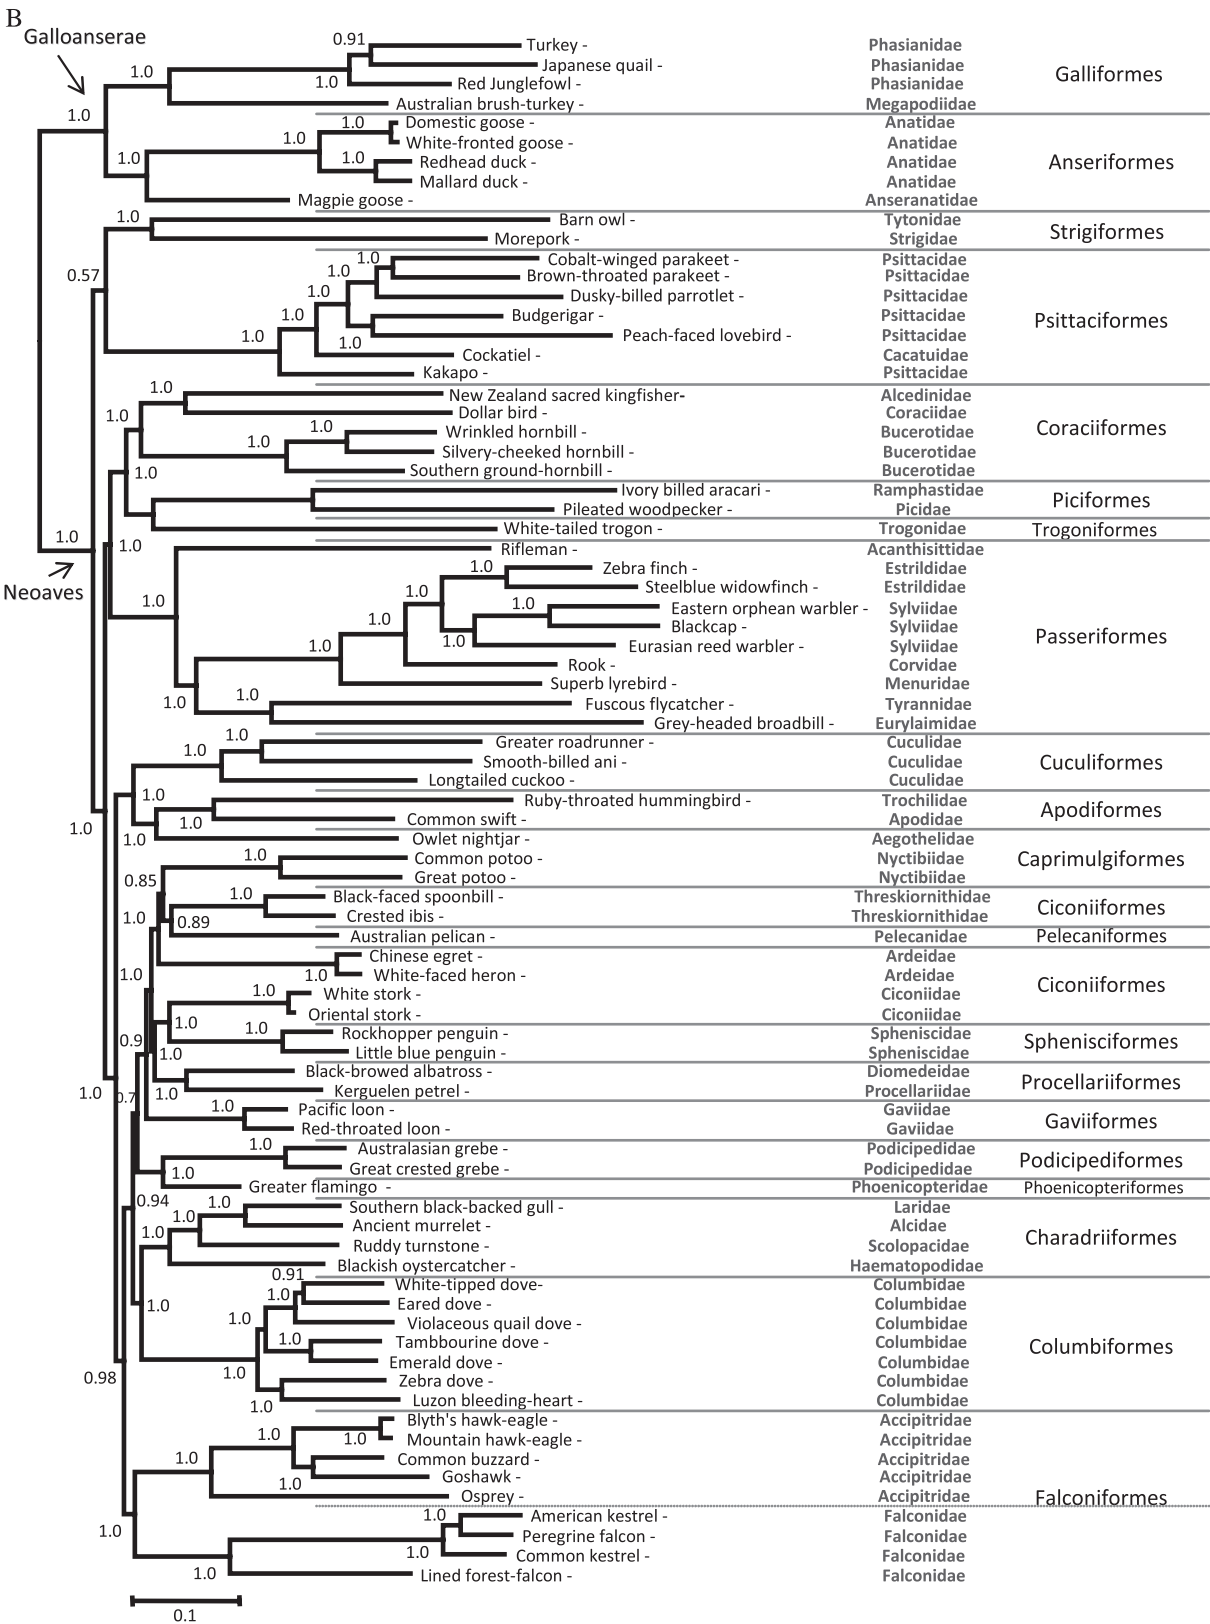 B
Galloanserae
0.91
Turkey - Phasianidae
Japanese quail - Phasianidae
1.0 1.0
Red Junglefowl - Phasianidae
Galliformes
Australian brush-turkey - Megapodiidae
1.0
1.0
Domestic goose - Anatidae
1.0
White-fronted goose - Anatidae
1.0 1.0
Redhead duck - Anatidae
Anseriformes
Mallard duck - Anatidae
Magpie goose - Anseranatidae
1.0
Barn owl - Tytonidae
Strigiformes
Morepork - Strigidae
0.57
1.0
Cobalt-winged parakeet - Psittacidae
1.0
Brown-throated parakeet - Psittacidae
1.0
Dusky-billed parrotlet - Psittacidae
1.0
Budgerigar - Psittacidae
Psittaciformes
1.0 1.0
Peach-faced lovebird - Psittacidae
Cockatiel - Cacatuidae
Kakapo - Psittacidae
1.0
New Zealand sacred kingfisher- Alcedinidae
1.0
Dollar bird - Coraciidae
1.0
Wrinkled hornbill - Bucerotidae
Coraciiformes
1.0
Silvery-cheeked hornbill - Bucerotidae
1.0
Southern ground-hornbill - Bucerotidae
Ivory billed aracari - Ramphastidae
Piciformes
Pileated woodpecker - Picidae
White-tailed trogon - Trogonidae Trogoniformes
1.0 1.0
Neoaves
Rifleman - Acanthisittidae
1.0
Zebra finch - Estrildidae
Steelblue widowfinch - Estrildidae
1.0 1.0 1.0
Eastern orphean warbler - Sylviidae
1.0
Blackcap - Sylviidae
Passeriformes
1.0 1.0
Eurasian reed warbler - Sylviidae
Rook - Corvidae
Superb lyrebird - Menuridae
1.0 1.0
Fuscous flycatcher - Tyrannidae
Grey-headed broadbill - Eurylaimidae
1.0
Greater roadrunner - Cuculidae
1.0
Smooth-billed ani - Cuculidae
Cuculiformes
Longtailed cuckoo - Cuculidae
1.0
Ruby-throated hummingbird - Trochilidae
Apodiformes
1.0 1.0
Common swift - Apodidae
1.0
Owlet nightjar - Aegothelidae
1.0
Common potoo - Nyctibiidae
Caprimulgiformes
0.85
Great potoo - Nyctibiidae
1.0
Black-faced spoonbill - Threskiornithidae
Ciconiiformes
1.0 0.89
Crested ibis - Threskiornithidae
Australian pelican - Pelecanidae Pelecaniformes
Chinese egret - Ardeidae
1.0 1.0
White-faced heron - Ardeidae
Ciconiiformes
1.0
White stork - Ciconiidae
Oriental stork - Ciconiidae
1.0 1.0
Rockhopper penguin - Spheniscidae
Sphenisciformes
0.9 1.0
Little blue penguin - Spheniscidae
Black-browed albatross - Diomedeidae
Procellariiformes
1.0 0.7 1.0
Kerguelen petrel - Procellariidae
1.0
Pacific loon - Gaviidae
Gaviiformes
Red-throated loon - Gaviidae
1.0
Australasian grebe - Podicipedidae
Podicipediformes
1.0
Great crested grebe - Podicipedidae
Greater flamingo - Phoenicopteridae Phoenicopteriformes
0.94 1.0
Southern black-backed gull - Laridae
1.0
Ancient murrelet - Alcidae
1.0
Ruddy turnstone - Scolopacidae
Charadriiformes
Blackish oystercatcher - Haematopodidae
0.91
White-tipped dove- Columbidae
1.0 1.0
Eared dove - Columbidae
1.0
Violaceous quail dove - Columbidae
1.0
Tambbourine dove - Columbidae
Columbiformes
Emerald dove - Columbidae
0.98 1.0
Zebra dove - Columbidae
1.0
Luzon bleeding-heart - Columbidae
Blyth's hawk-eagle - Accipitridae
1.0 1.0
Mountain hawk-eagle - Accipitridae
1.0
Common buzzard - Accipitridae
1.0
Goshawk - Accipitridae
Osprey - Accipitridae
Falconiformes
1.0
American kestrel - Falconidae
1.0
Peregrine falcon - Falconidae
1.0
Common kestrel - Falconidae
1.0
Lined forest-falcon - Falconidae
0.1